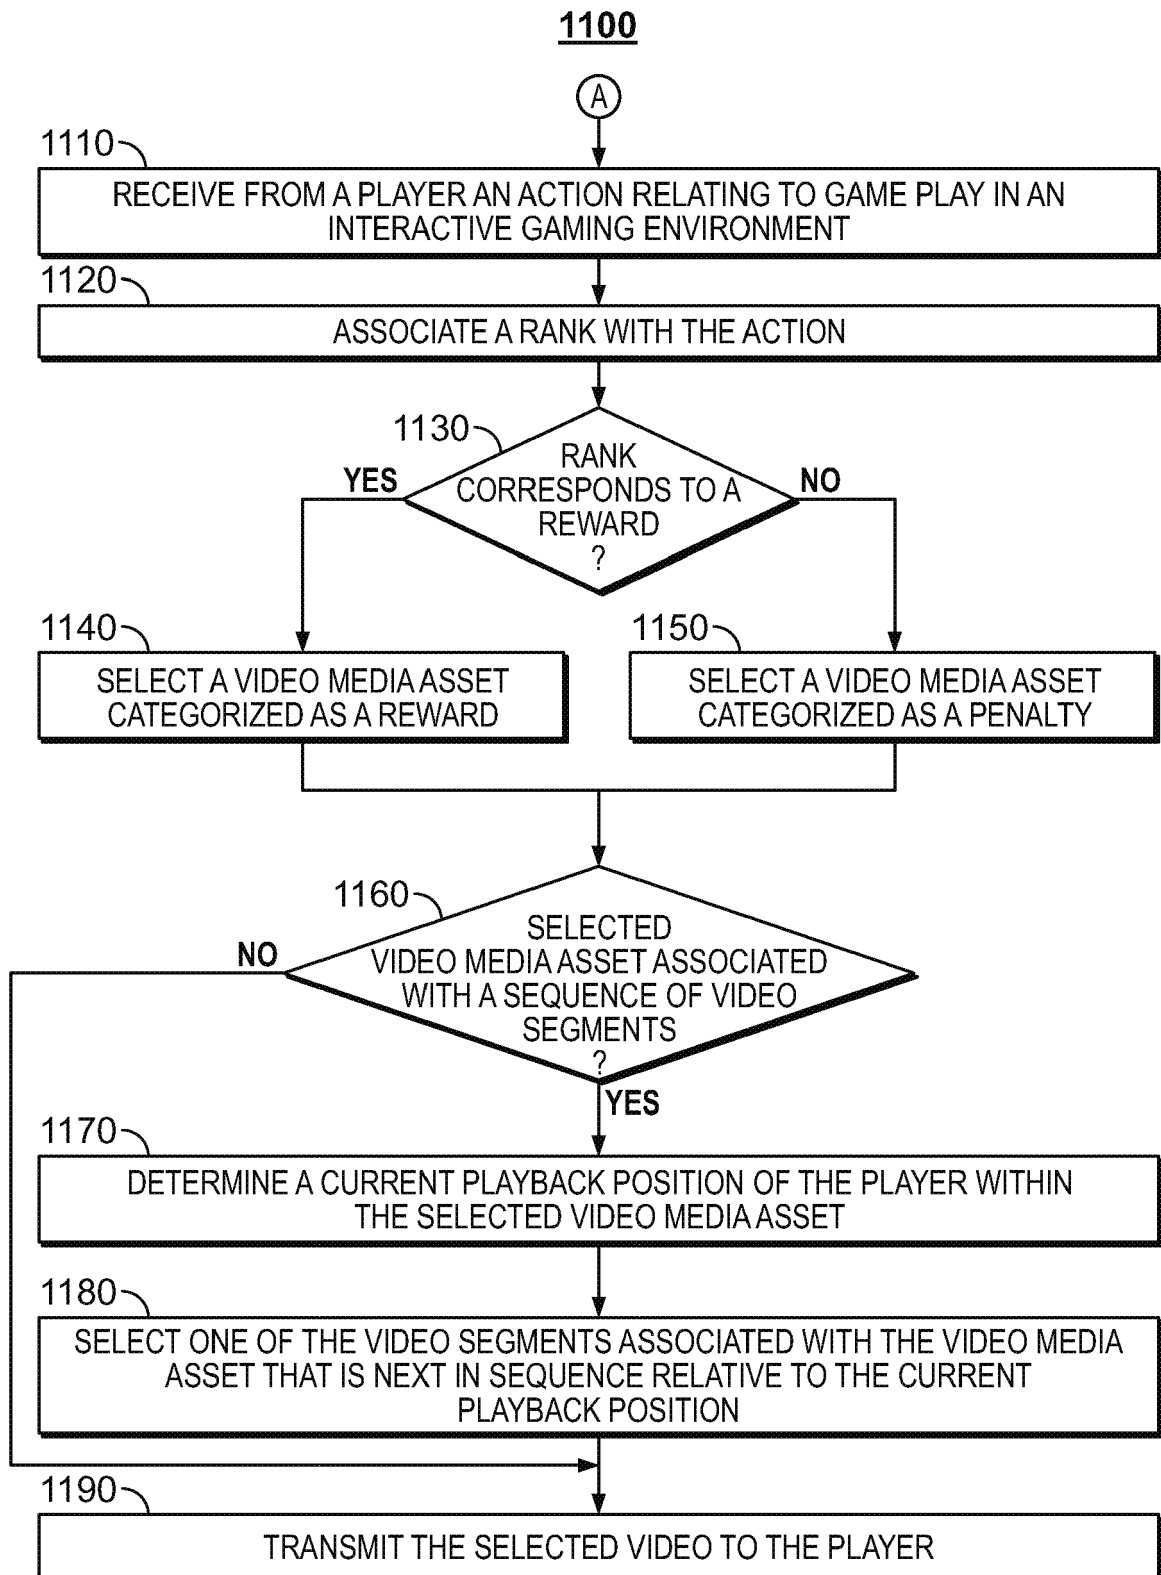 1100
A
1110
RECEIVE FROM A PLAYER AN ACTION RELATING TO GAME PLAY IN AN
INTERACTIVE GAMING ENVIRONMENT
1120
ASSOCIATE A RANK WITH THE ACTION
1130
RANK
CORRESPONDS TO A
REWARD
?
YES
NO
1140
SELECT A VIDEO MEDIA ASSET
CATEGORIZED AS A REWARD
1150
SELECT A VIDEO MEDIA ASSET
CATEGORIZED AS A PENALTY
1160
SELECTED
VIDEO MEDIA ASSET ASSOCIATED
WITH A SEQUENCE OF VIDEO
SEGMENTS
?
NO
YES
1170
DETERMINE A CURRENT PLAYBACK POSITION OF THE PLAYER WITHIN
THE SELECTED VIDEO MEDIA ASSET
1180
SELECT ONE OF THE VIDEO SEGMENTS ASSOCIATED WITH THE VIDEO MEDIA
ASSET THAT IS NEXT IN SEQUENCE RELATIVE TO THE CURRENT
PLAYBACK POSITION
1190
TRANSMIT THE SELECTED VIDEO TO THE PLAYER